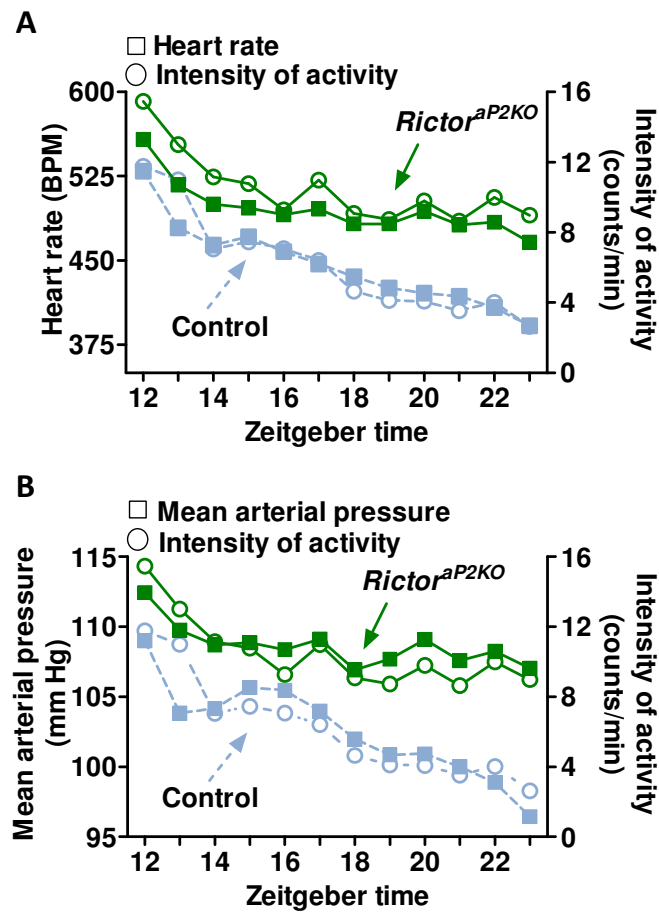 A
Heart rate
Intensity of activity
600
525
450
375
16
12
8
4
0
Heart rate (BPM)
Intensity of activity
(counts/min)
Rictor^aP2KO
Control
12 14 16 18 20 22
Zeitgeber time
B
Mean arterial pressure
Intensity of activity
115
110
105
100
95
16
12
8
4
0
Mean arterial pressure
(mm Hg)
Intensity of activity
(counts/min)
Rictor^aP2KO
Control
12 14 16 18 20 22
Zeitgeber time